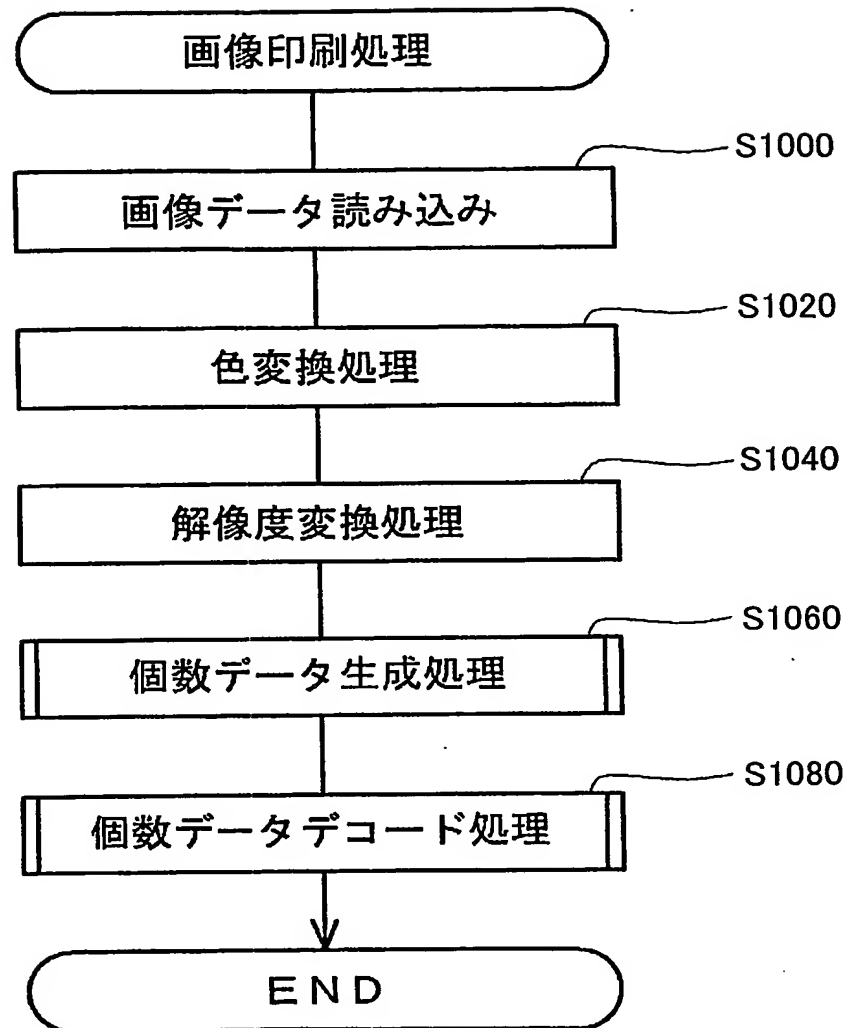 画像印刷処理
S1000
画像データ読み込み
S1020
色変換処理
S1040
解像度変換処理
S1060
個数データ生成処理
S1080
個数データデコード処理
END